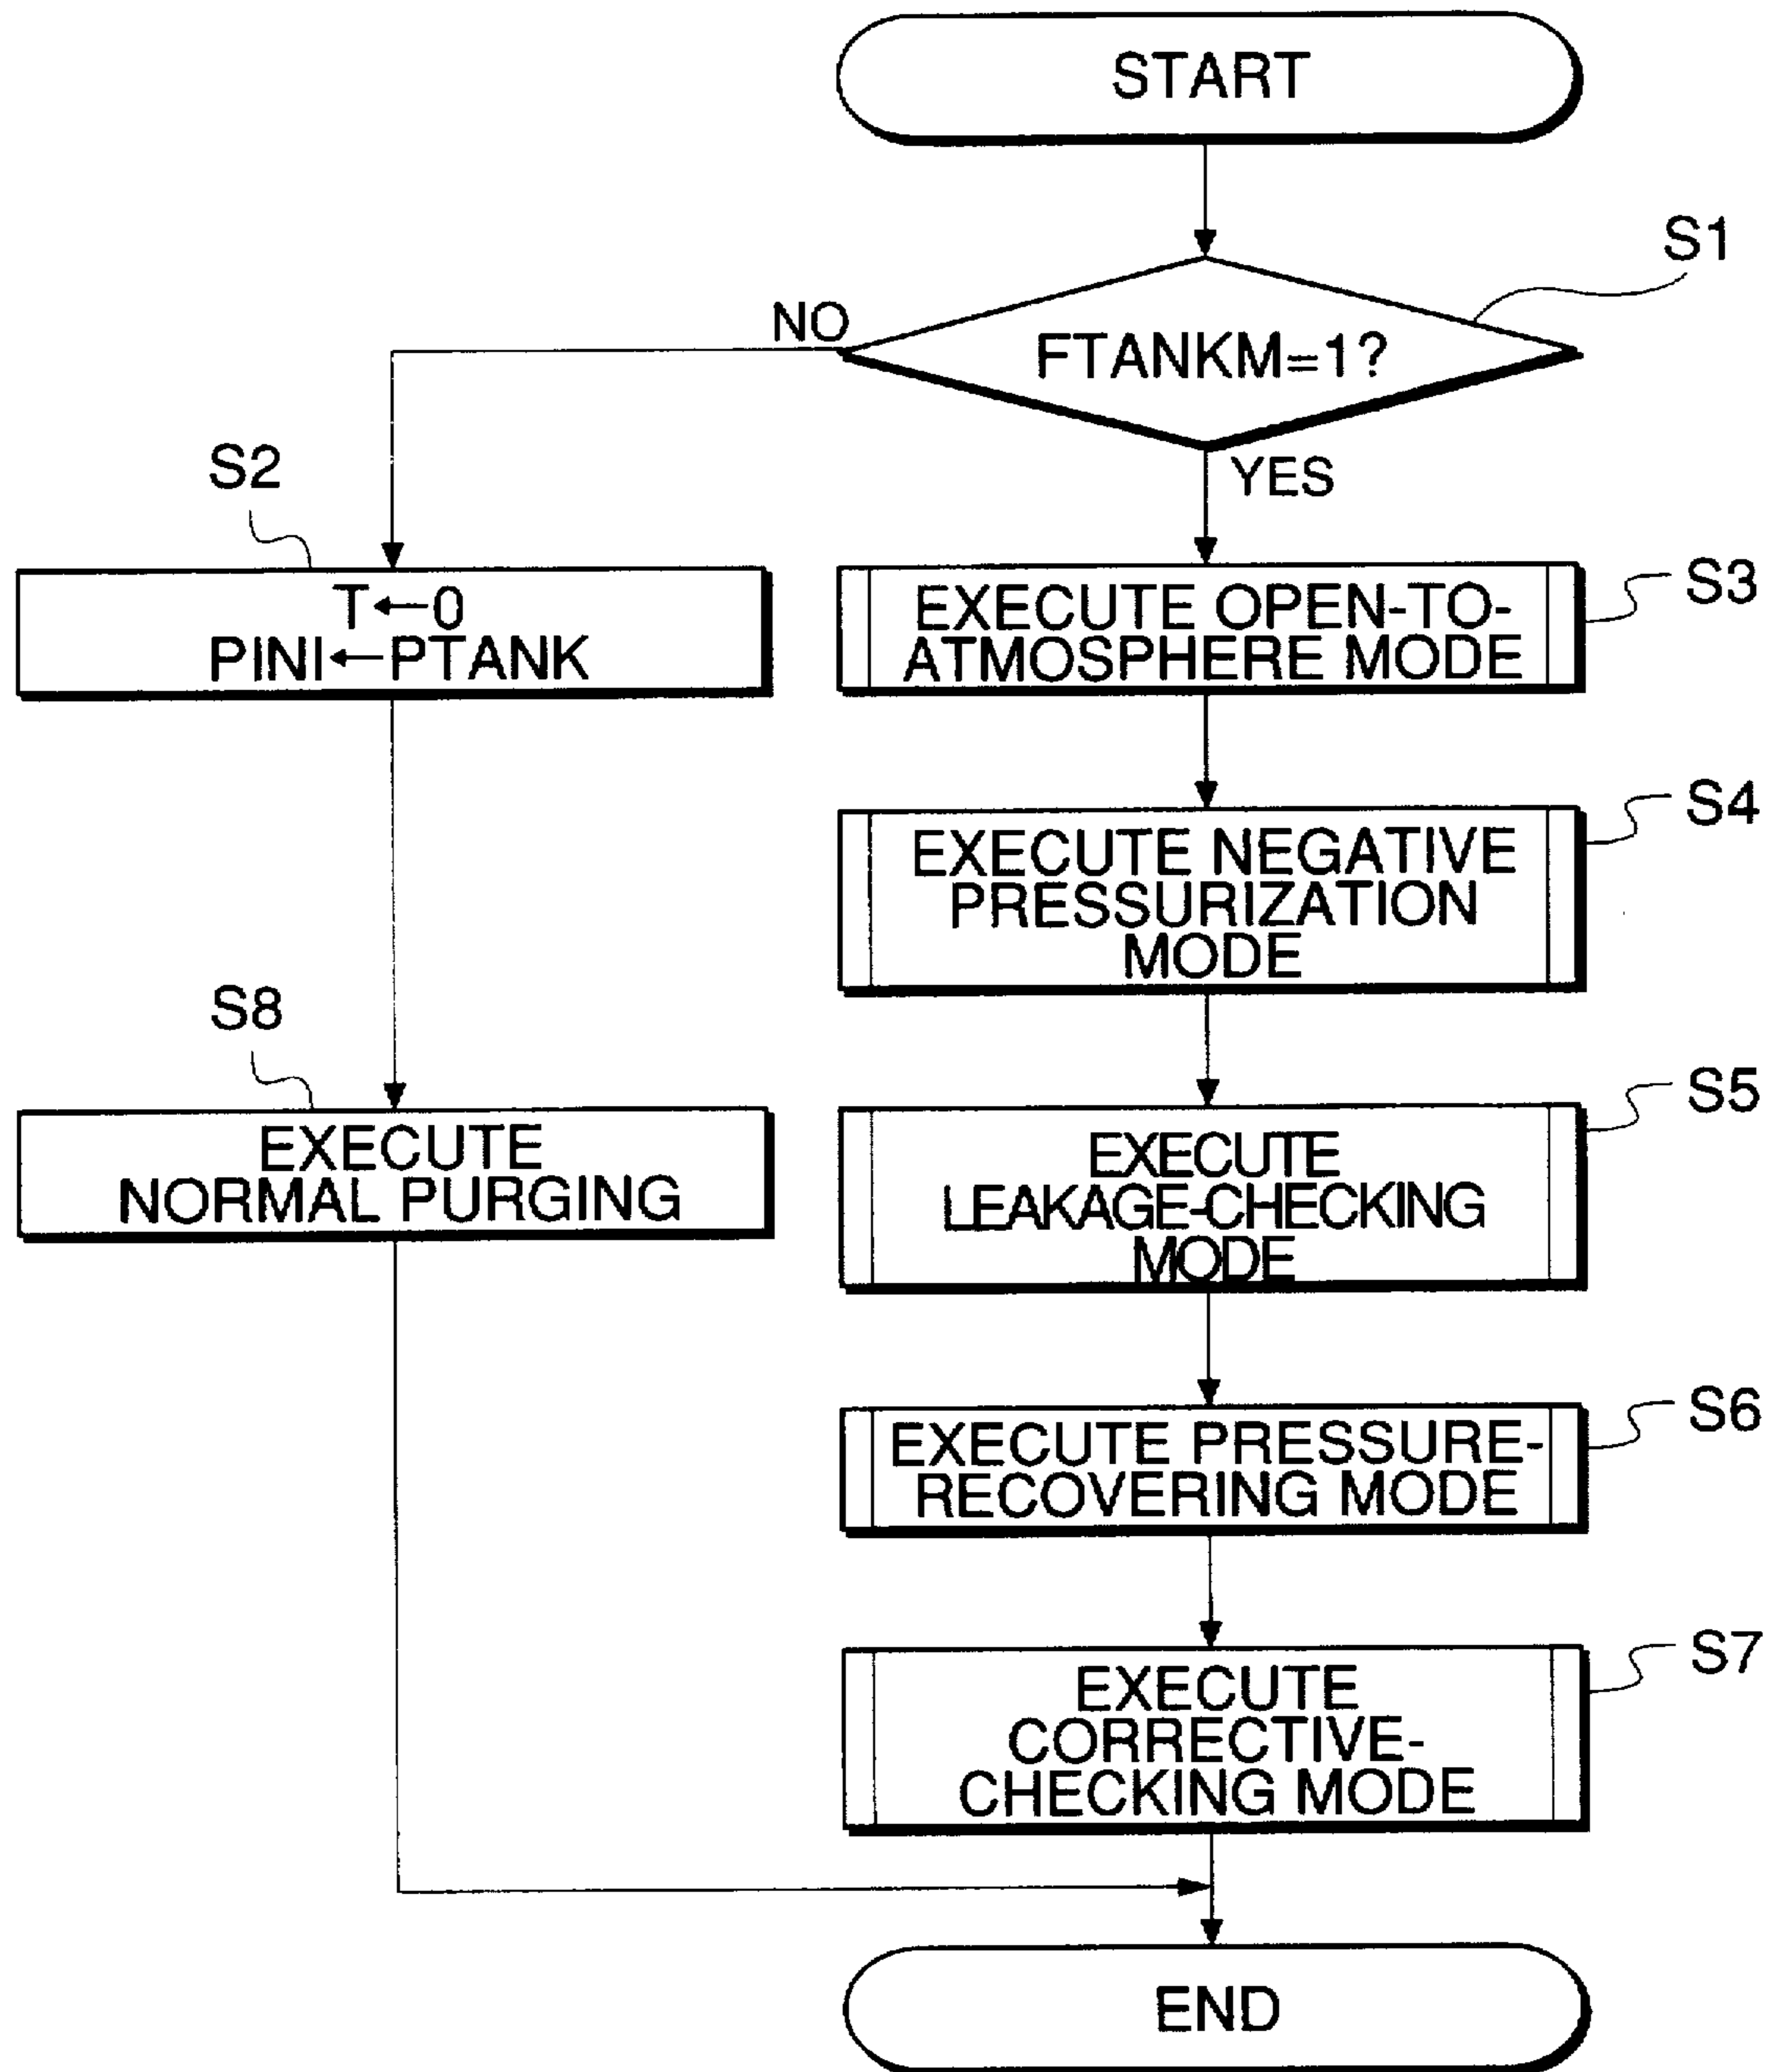 START
S1
NO
FTANKM=1?
YES
S2
T←0
PINI←PTANK
S3
EXECUTE OPEN-TO-
ATMOSPHERE MODE
S4
EXECUTE NEGATIVE
PRESSURIZATION
MODE
S8
EXECUTE
NORMAL PURGING
S5
EXECUTE
LEAKAGE-CHECKING
MODE
S6
EXECUTE PRESSURE-
RECOVERING MODE
S7
EXECUTE
CORRECTIVE-
CHECKING MODE
END